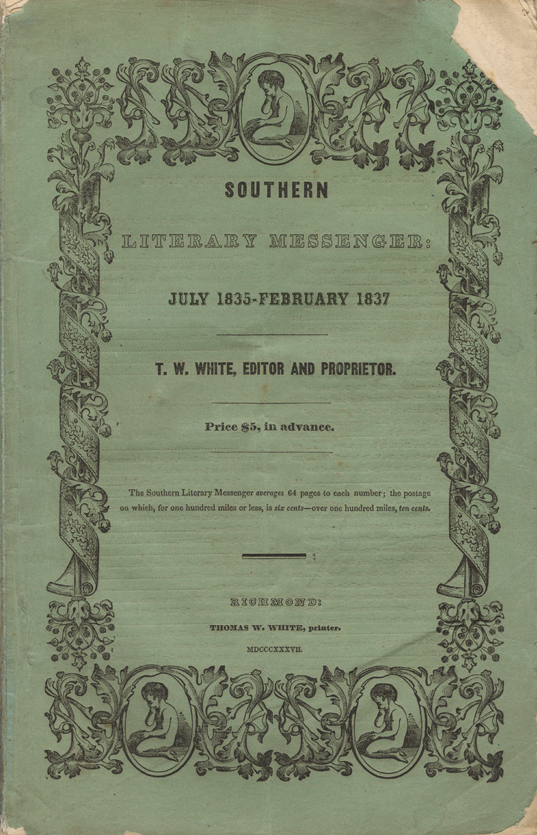 SOUTHERN
LITERARY MESSENGER:
JULY 1835-FEBRUARY 1837
T. W. WHITE, EDITOR AND PROPRIETOR.
Price $5, in advance.
The Southern Literary Messenger averages 64 pages to each number; the postage
on which, for one hundred miles or less, is six cents—over one hundred miles, ten cents.
RICHMOND:
THOMAS W. WHITE, printer.
MDCCCXXXVII.